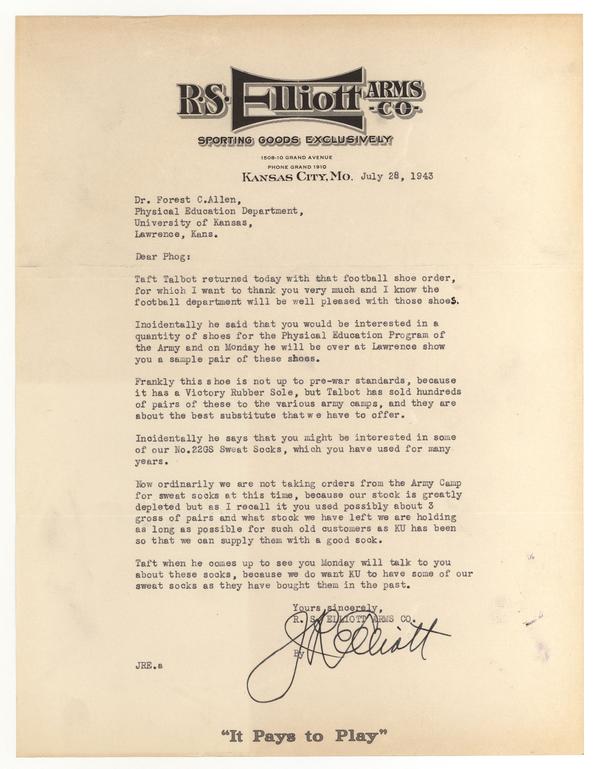 R.S. Elliott ARMS CO.
SPORTING GOODS EXCLUSIVELY
1508-10 GRAND AVENUE
PHONE GRAND 1910
KANSAS CITY, MO. July 28, 1943
Dr. Forest C.Allen,
Physical Education Department,
University of Kansas,
Lawrence, Kans.
Dear Phog:
Taft Talbot returned today with that football shoe order,
for which I want to thank you very much and I know the
football department will be well pleased with those shoes.
Incidentally he said that you would be interested in a
quantity of shoes for the Physical Education Program of
the Army and on Monday he will be over at Lawrence show
you a sample pair of these shoes.
Frankly this shoe is not up to pre-war standards, because
it has a Victory Rubber Sole, but Talbot has sold hundreds
of pairs of these to the various army camps, and they are
about the best substitute that we have to offer.
Incidentally he says that you might be interested in some
of our No.22GS Sweat Socks, which you have used for many
years.
Now ordinarily we are not taking orders from the Army Camp
for sweat socks at this time, because our stock is greatly
depleted but as I recall it you used possibly about 3
gross of pairs and what stock we have left we are holding
as long as possible for such old customers as KU has been
so that we can supply them with a good sock.
Taft when he comes up to see you Monday will talk to you
about these socks, because we do want KU to have some of our
sweat socks as they have bought them in the past.
Yours sincerely,
R. S. ELLIOTT ARMS CO.
By JR Elliott
JRE.a
"It Pays to Play"